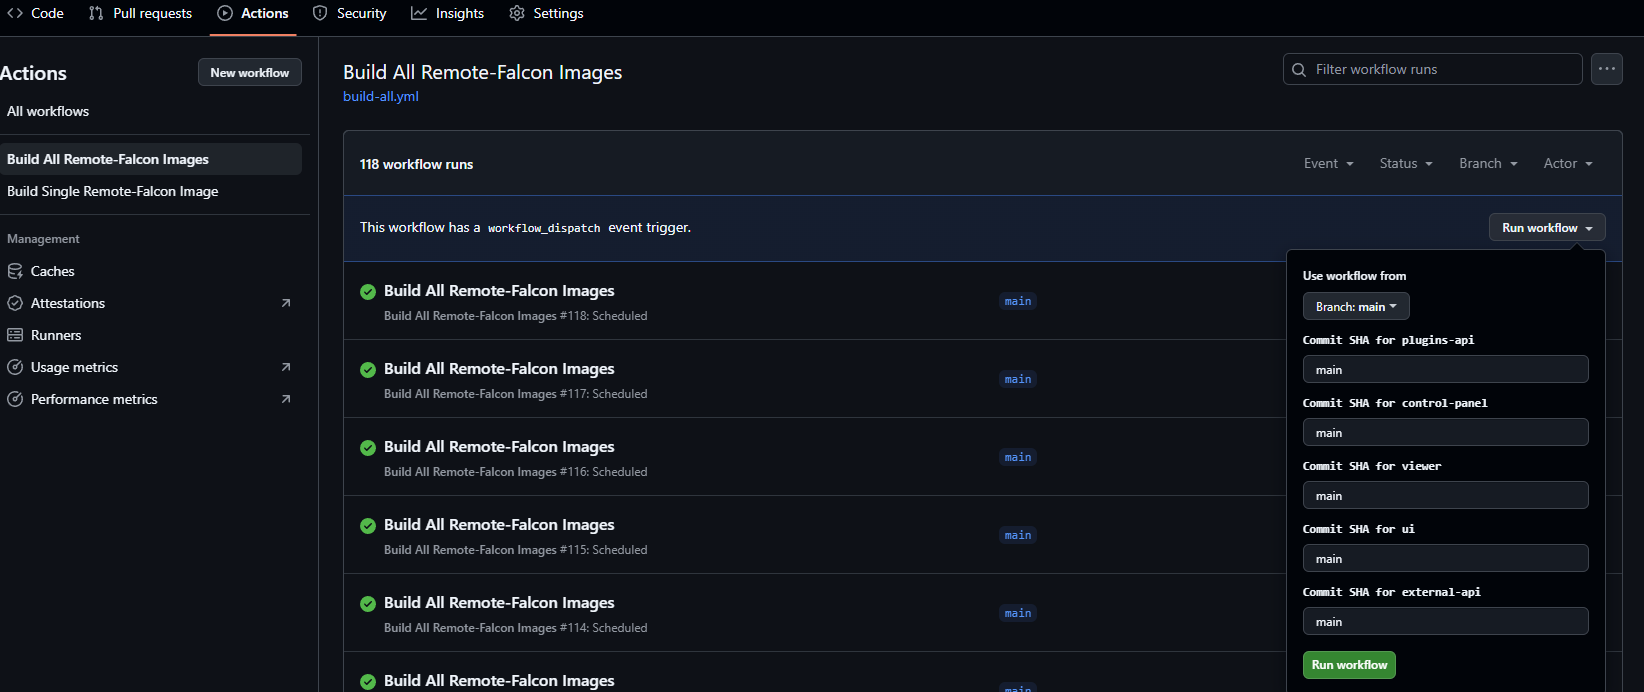 Code Pull requests Actions Security Insights Settings
Actions
New workflow
All workflows
Build All Remote-Falcon Images
Build Single Remote-Falcon Image
Management
Caches
Attestations
Runners
Usage metrics
Performance metrics
Build All Remote-Falcon Images
build-all.yml
Filter workflow runs
118 workflow runs
Event Status Branch Actor
This workflow has a workflow_dispatch event trigger.
Run workflow
Build All Remote-Falcon Images
Build All Remote-Falcon Images #118: Scheduled
main
Build All Remote-Falcon Images
Build All Remote-Falcon Images #117: Scheduled
main
Build All Remote-Falcon Images
Build All Remote-Falcon Images #116: Scheduled
main
Build All Remote-Falcon Images
Build All Remote-Falcon Images #115: Scheduled
main
Build All Remote-Falcon Images
Build All Remote-Falcon Images #114: Scheduled
main
Build All Remote-Falcon Images
main
Use workflow from
Branch: main
Commit SHA for plugins-api
main
Commit SHA for control-panel
main
Commit SHA for viewer
main
Commit SHA for ui
main
Commit SHA for external-api
main
Run workflow